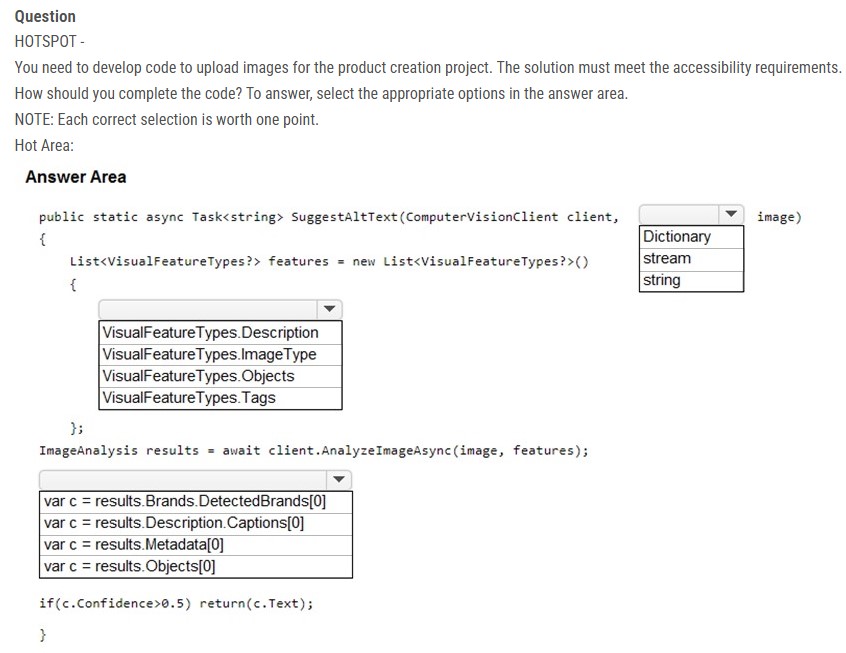 Question
HOTSPOT -
You need to develop code to upload images for the product creation project. The solution must meet the accessibility requirements.
How should you complete the code? To answer, select the appropriate options in the answer area.
NOTE: Each correct selection is worth one point.
Hot Area:
Answer Area
public static async Task<string> SuggestAltText(ComputerVisionClient client, image)
{
Dictionary
stream
string
List<VisualFeatureTypes?> features = new List<VisualFeatureTypes?>()
{
VisualFeatureTypes.Description
VisualFeatureTypes.ImageType
VisualFeatureTypes.Objects
VisualFeatureTypes.Tags
};
ImageAnalysis results = await client.AnalyzeImageAsync(image, features);
var c = results.Brands.DetectedBrands[0]
var c = results.Description.Captions[0]
var c = results.Metadata[0]
var c = results.Objects[0]
if(c.Confidence>0.5) return(c.Text);
}